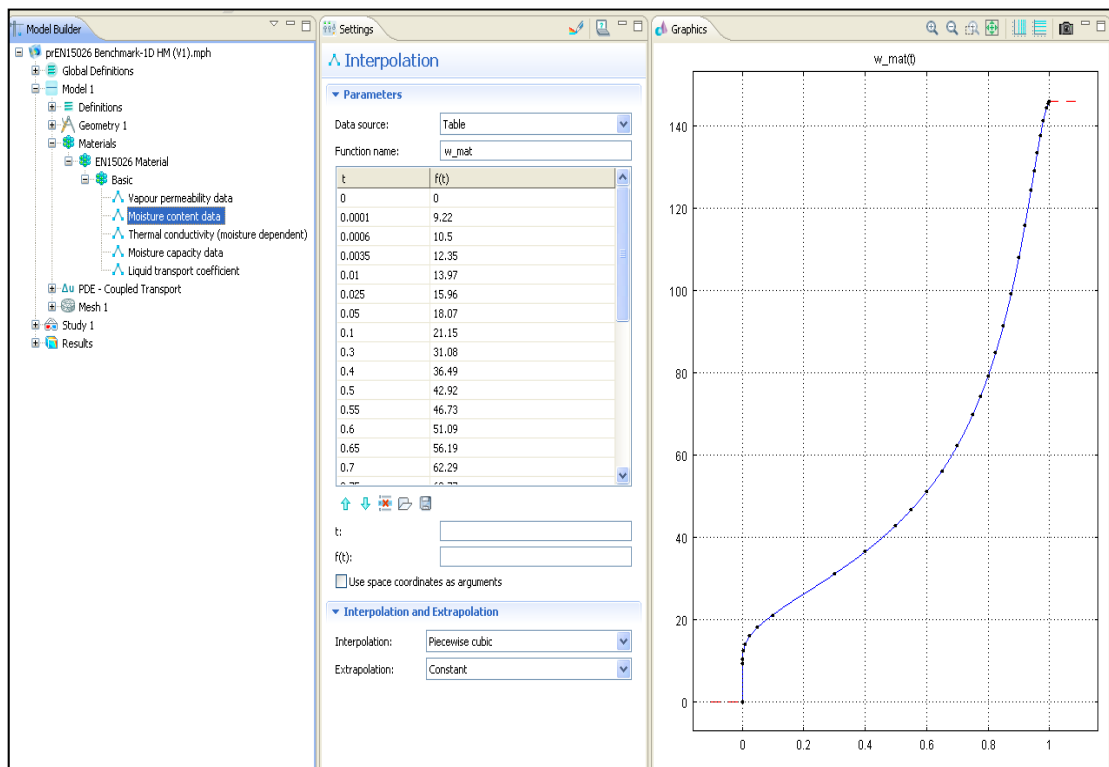 Model Builder
prEN15026 Benchmark-1D HM (V1).mph
Global Definitions
Model 1
Definitions
Geometry 1
Materials
EN15026 Material
Basic
Vapour permeability data
Moisture content data
Thermal conductivity (moisture dependent)
Moisture capacity data
Liquid transport coefficient
Δu PDE - Coupled Transport
Mesh 1
Study 1
Results
Settings
Interpolation
Parameters
Data source: Table
Function name: w_mat
t f(t)
0 0
0.0001 9.22
0.0006 10.5
0.0035 12.35
0.01 13.97
0.025 15.96
0.05 18.07
0.1 21.15
0.3 31.08
0.4 36.49
0.5 42.92
0.55 46.73
0.6 51.09
0.65 56.19
0.7 62.29
t:
f(t):
Use space coordinates as arguments
Interpolation and Extrapolation
Interpolation: Piecewise cubic
Extrapolation: Constant
Graphics
w_mat(t)
140
120
100
80
60
40
20
0
0 0.2 0.4 0.6 0.8 1